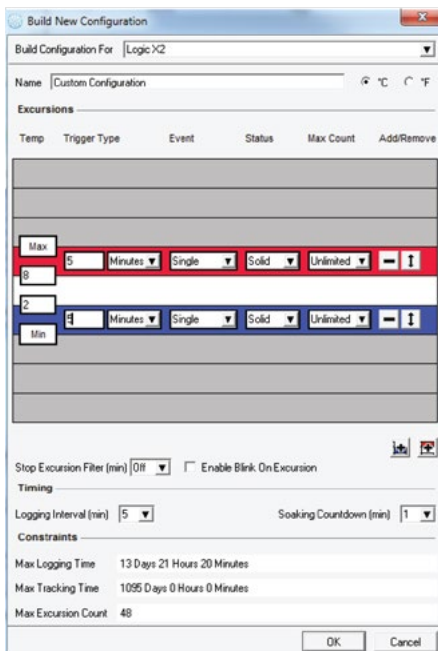 Build New Configuration
Build Configuration For Logic X2
Name Custom Configuration °C °F
Excursions
Temp Trigger Type Event Status Max Count Add/Remove
Max
5 Minutes Single Solid Unlimited
8
2
5 Minutes Single Solid Unlimited
Min
Stop Excursion Filter (min) Off Enable Blink On Excursion
Timing
Logging Interval (min) 5 Soaking Countdown (min) 1
Constraints
Max Logging Time 13 Days 21 Hours 20 Minutes
Max Tracking Time 1095 Days 0 Hours 0 Minutes
Max Excursion Count 48
OK Cancel